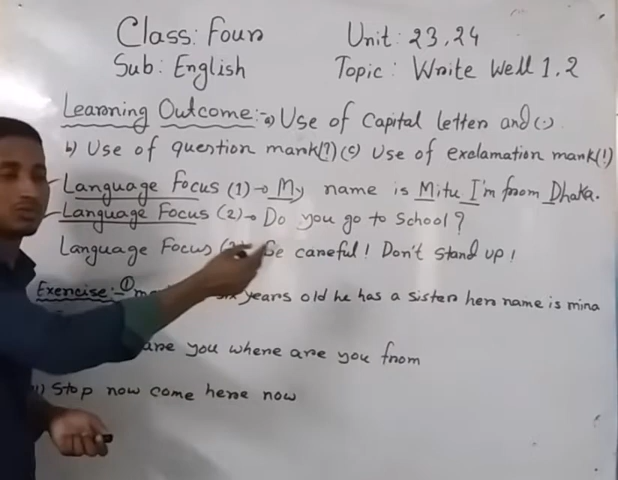 Class: Four
Unit: 23,24
Sub: English
Topic: Write Well 1,2
Learning Outcome:- a) Use of Capital letter and (.)
b) Use of question mark(?) (c) Use of exclamation mark(!)
Language Focus (1)→ My name is Mitu I'm from Dhaka.
Language Focus (2)→ Do you go to School?
Language Focus Be careful! Don't stand up!
Exercise:- ① six years old he has a sister her name is mina
are you where are you from
Stop now come here now